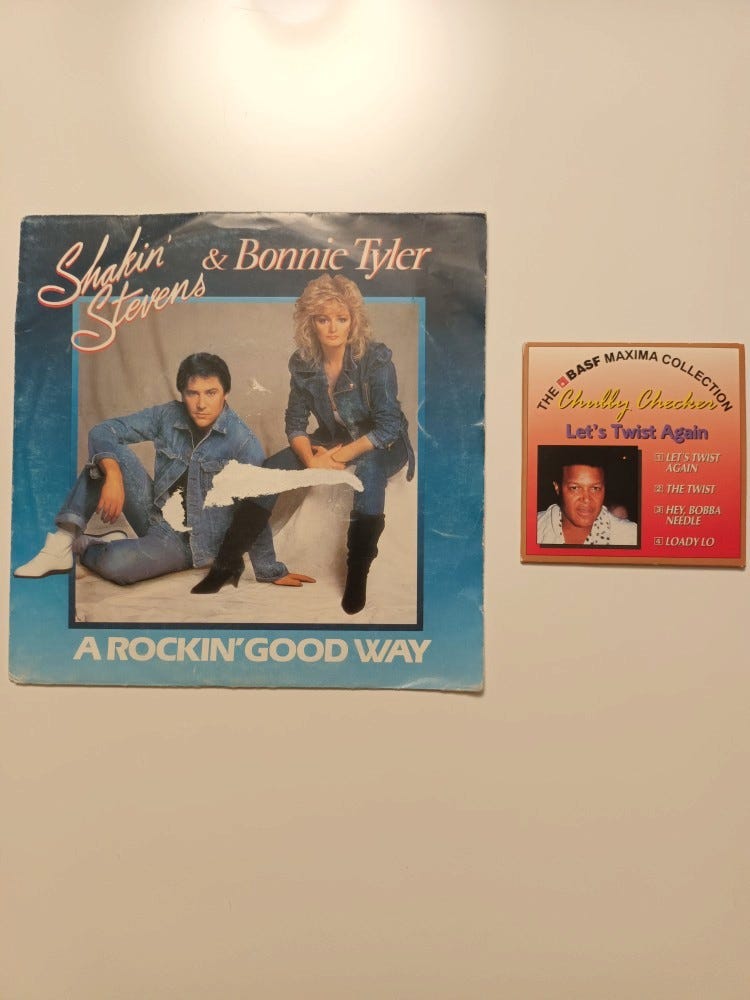 Shakin' Stevens & Bonnie Tyler
A ROCKIN' GOOD WAY
THE BASF MAXIMA COLLECTION
Chubby Checker
Let's Twist Again
1 LET'S TWIST
AGAIN
2 THE TWIST
3 HEY, BOBBA
NEEDLE
4 LOADY LO